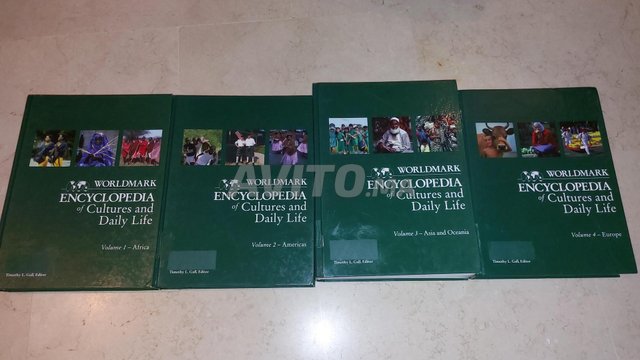 WORLDMARK
ENCYCLOPEDIA
of Cultures and
Daily Life
Volume 1 – Africa
Timothy L. Gall, Editor
WORLDMARK
ENCYCLOPEDIA
of Cultures and
Daily Life
Volume 2 – Americas
Timothy L. Gall, Editor
WORLDMARK
ENCYCLOPEDIA
of Cultures and
Daily Life
Volume 3 – Asia and Oceania
Timothy L. Gall, Editor
WORLDMARK
ENCYCLOPEDIA
of Cultures and
Daily Life
Volume 4 – Europe
Timothy L. Gall, Editor
AVITO.ma